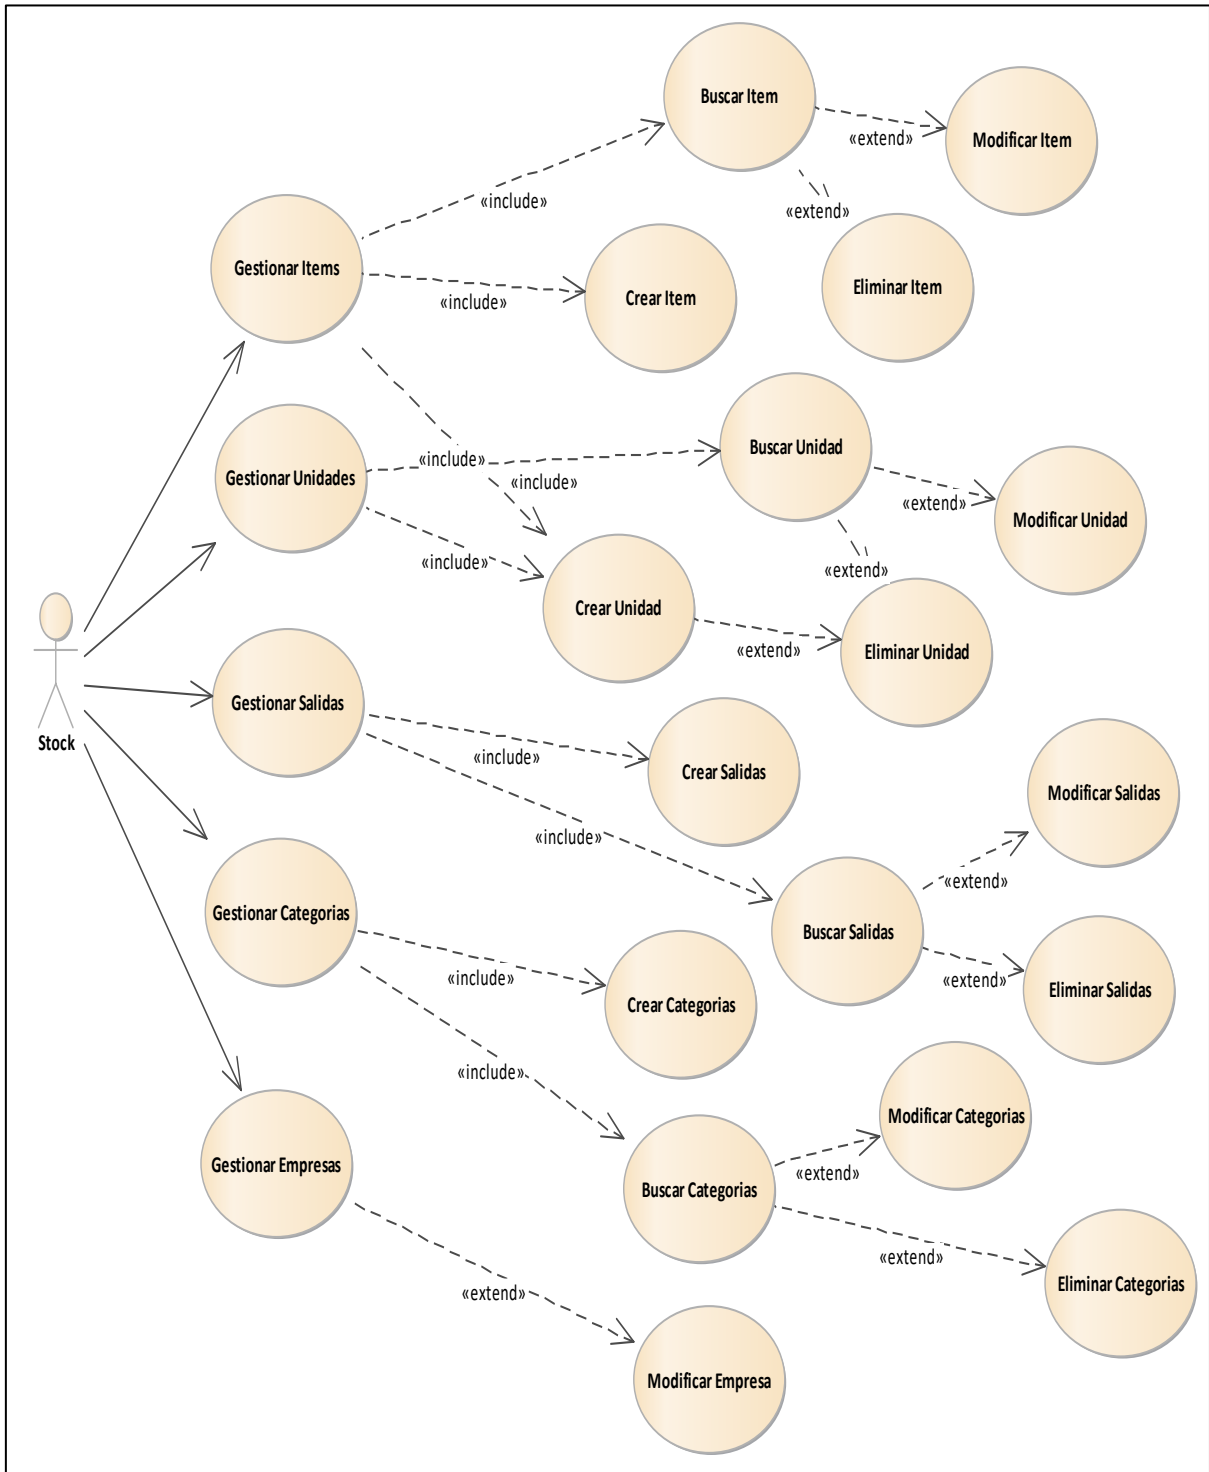 Buscar Item
«extend»
Modificar Item
«include»
«extend»
Gestionar Items
Crear Item
«include»
Eliminar Item
Buscar Unidad
«include»
Gestionar Unidades
«include»
«extend»
Modificar Unidad
«include»
«extend»
Crear Unidad
«extend»
Eliminar Unidad
Gestionar Salidas
Stock
«include»
Crear Salidas
Modificar Salidas
«include»
«extend»
Gestionar Categorias
Buscar Salidas
«include»
«extend»
Eliminar Salidas
Crear Categorias
«include»
Modificar Categorias
Gestionar Empresas
«extend»
Buscar Categorias
«extend»
Eliminar Categorias
«extend»
Modificar Empresa